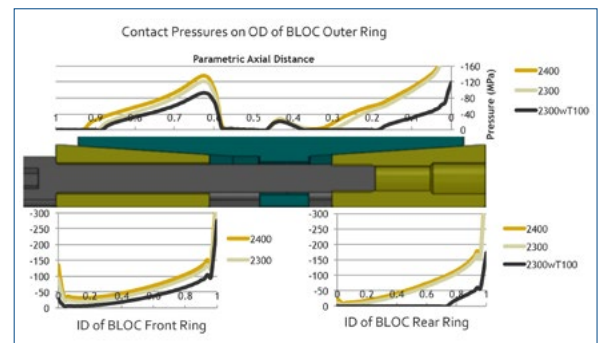 Contact Pressures on OD of BLOC Outer Ring
Parametric Axial Distance
-160
-120
-80
-40
0
Pressure (MPa)
1 0.9 0.8 0.7 0.6 0.5 0.4 0.3 0.2 0.1 0
2400
2300
2300wT100
-300
-250
-200
-150
-100
-50
0
0 0.2 0.4 0.6 0.8 1
2400
2300
ID of BLOC Front Ring
-300
-250
-200
-150
-100
-50
0
0 0.2 0.4 0.6 0.8 1
2400
2300
2300wT100
ID of BLOC Rear Ring